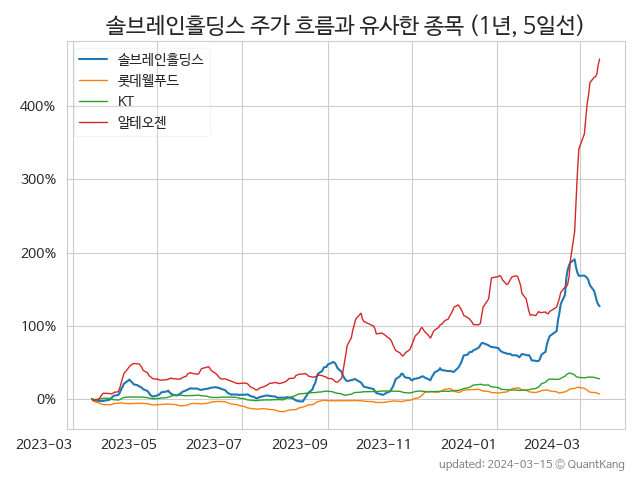 솔브레인홀딩스 주가 흐름과 유사한 종목 (1년, 5일선)
솔브레인홀딩스
롯데웰푸드
KT
알테오젠
400%
300%
200%
100%
0%
2023-03 2023-05 2023-07 2023-09 2023-11 2024-01 2024-03
updated: 2024-03-15 © QuantKang